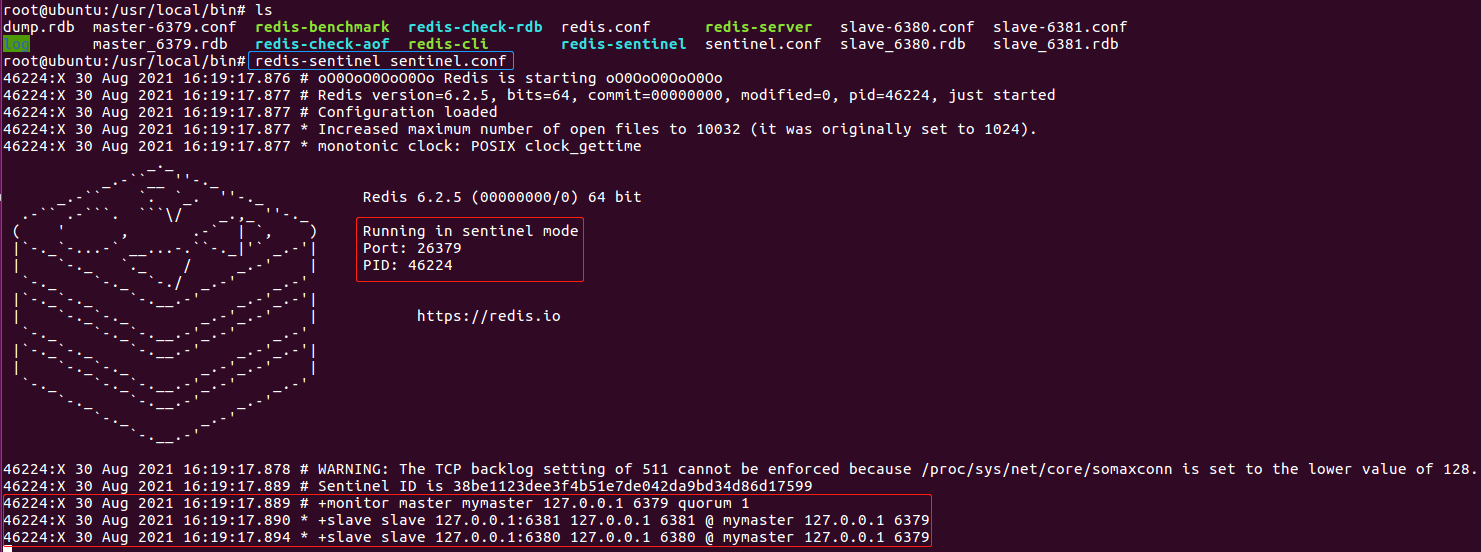 root@ubuntu:/usr/local/bin# ls
dump.rdb master-6379.conf redis-benchmark redis-check-rdb redis.conf redis-server slave-6380.conf slave-6381.conf
log master_6379.rdb redis-check-aof redis-cli redis-sentinel sentinel.conf slave_6380.rdb slave_6381.rdb
root@ubuntu:/usr/local/bin# redis-sentinel sentinel.conf
46224:X 30 Aug 2021 16:19:17.876 # oO0OoO0OoO0Oo Redis is starting oO0OoO0OoO0Oo
46224:X 30 Aug 2021 16:19:17.877 # Redis version=6.2.5, bits=64, commit=00000000, modified=0, pid=46224, just started
46224:X 30 Aug 2021 16:19:17.877 # Configuration loaded
46224:X 30 Aug 2021 16:19:17.877 * Increased maximum number of open files to 10032 (it was originally set to 1024).
46224:X 30 Aug 2021 16:19:17.877 * monotonic clock: POSIX clock_gettime
Redis 6.2.5 (00000000/0) 64 bit
Running in sentinel mode
Port: 26379
PID: 46224
https://redis.io
46224:X 30 Aug 2021 16:19:17.878 # WARNING: The TCP backlog setting of 511 cannot be enforced because /proc/sys/net/core/somaxconn is set to the lower value of 128.
46224:X 30 Aug 2021 16:19:17.889 # Sentinel ID is 38be1123dee3f4b51e7de042da9bd34d86d17599
46224:X 30 Aug 2021 16:19:17.889 # +monitor master mymaster 127.0.0.1 6379 quorum 1
46224:X 30 Aug 2021 16:19:17.890 * +slave slave 127.0.0.1:6381 127.0.0.1 6381 @ mymaster 127.0.0.1 6379
46224:X 30 Aug 2021 16:19:17.894 * +slave slave 127.0.0.1:6380 127.0.0.1 6380 @ mymaster 127.0.0.1 6379